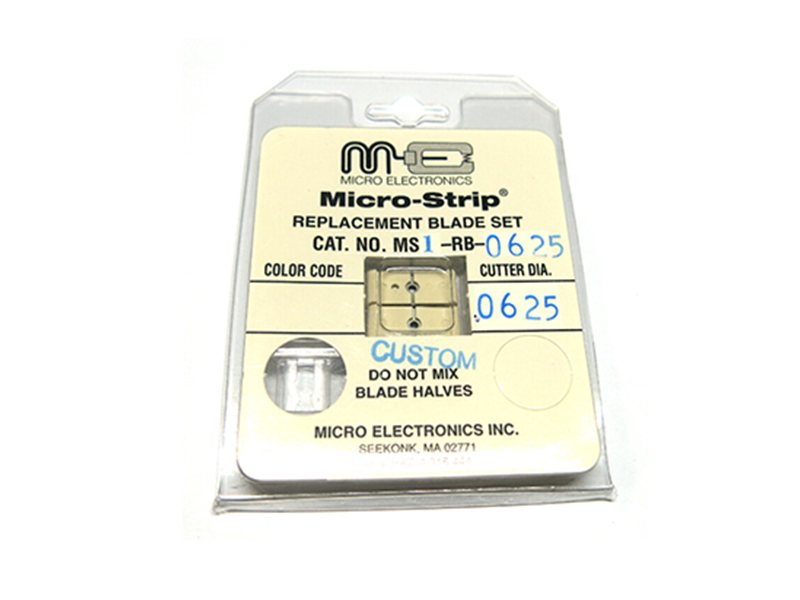 MICRO ELECTRONICS
Micro-Strip®
REPLACEMENT BLADE SET
CAT. NO. MS1-RB-0625
COLOR CODE CUTTER DIA.
.0625
CUSTOM
DO NOT MIX
BLADE HALVES
MICRO ELECTRONICS INC.
SEEKONK, MA 02771